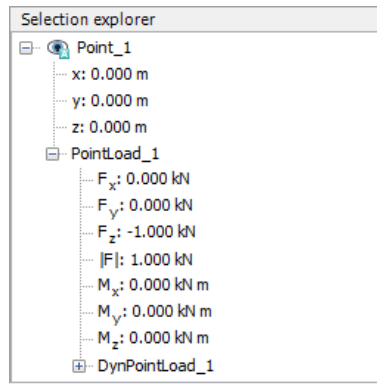 Selection explorer
Point_1
x: 0.000 m
y: 0.000 m
z: 0.000 m
PointLoad_1
Fx: 0.000 kN
Fy: 0.000 kN
Fz: -1.000 kN
|F|: 1.000 kN
Mx: 0.000 kN m
My: 0.000 kN m
Mz: 0.000 kN m
DynPointLoad_1